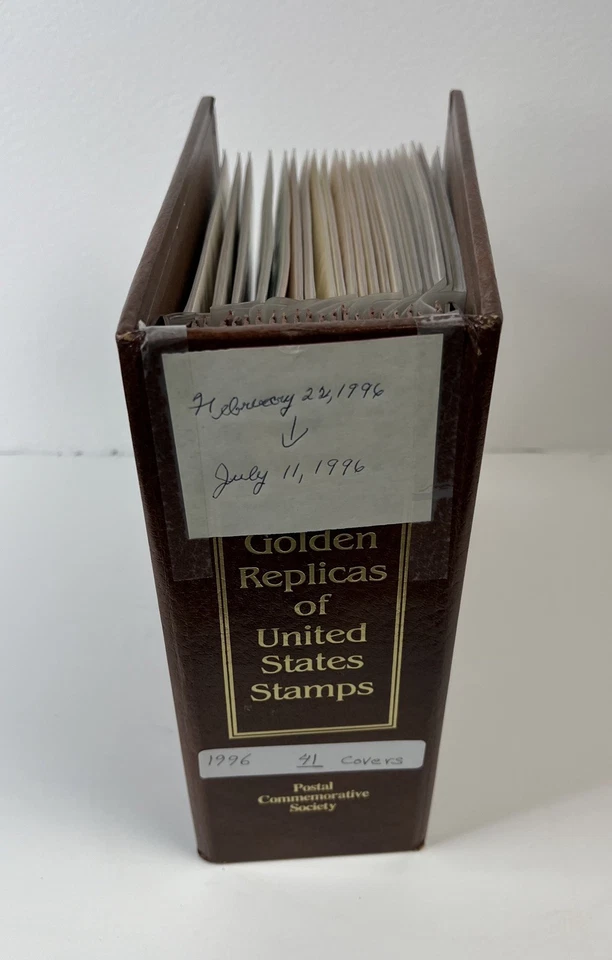 February 22, 1996
July 11, 1996
Golden
Replicas
of
United
States
Stamps
1996 41 Covers
Postal
Commemorative
Society